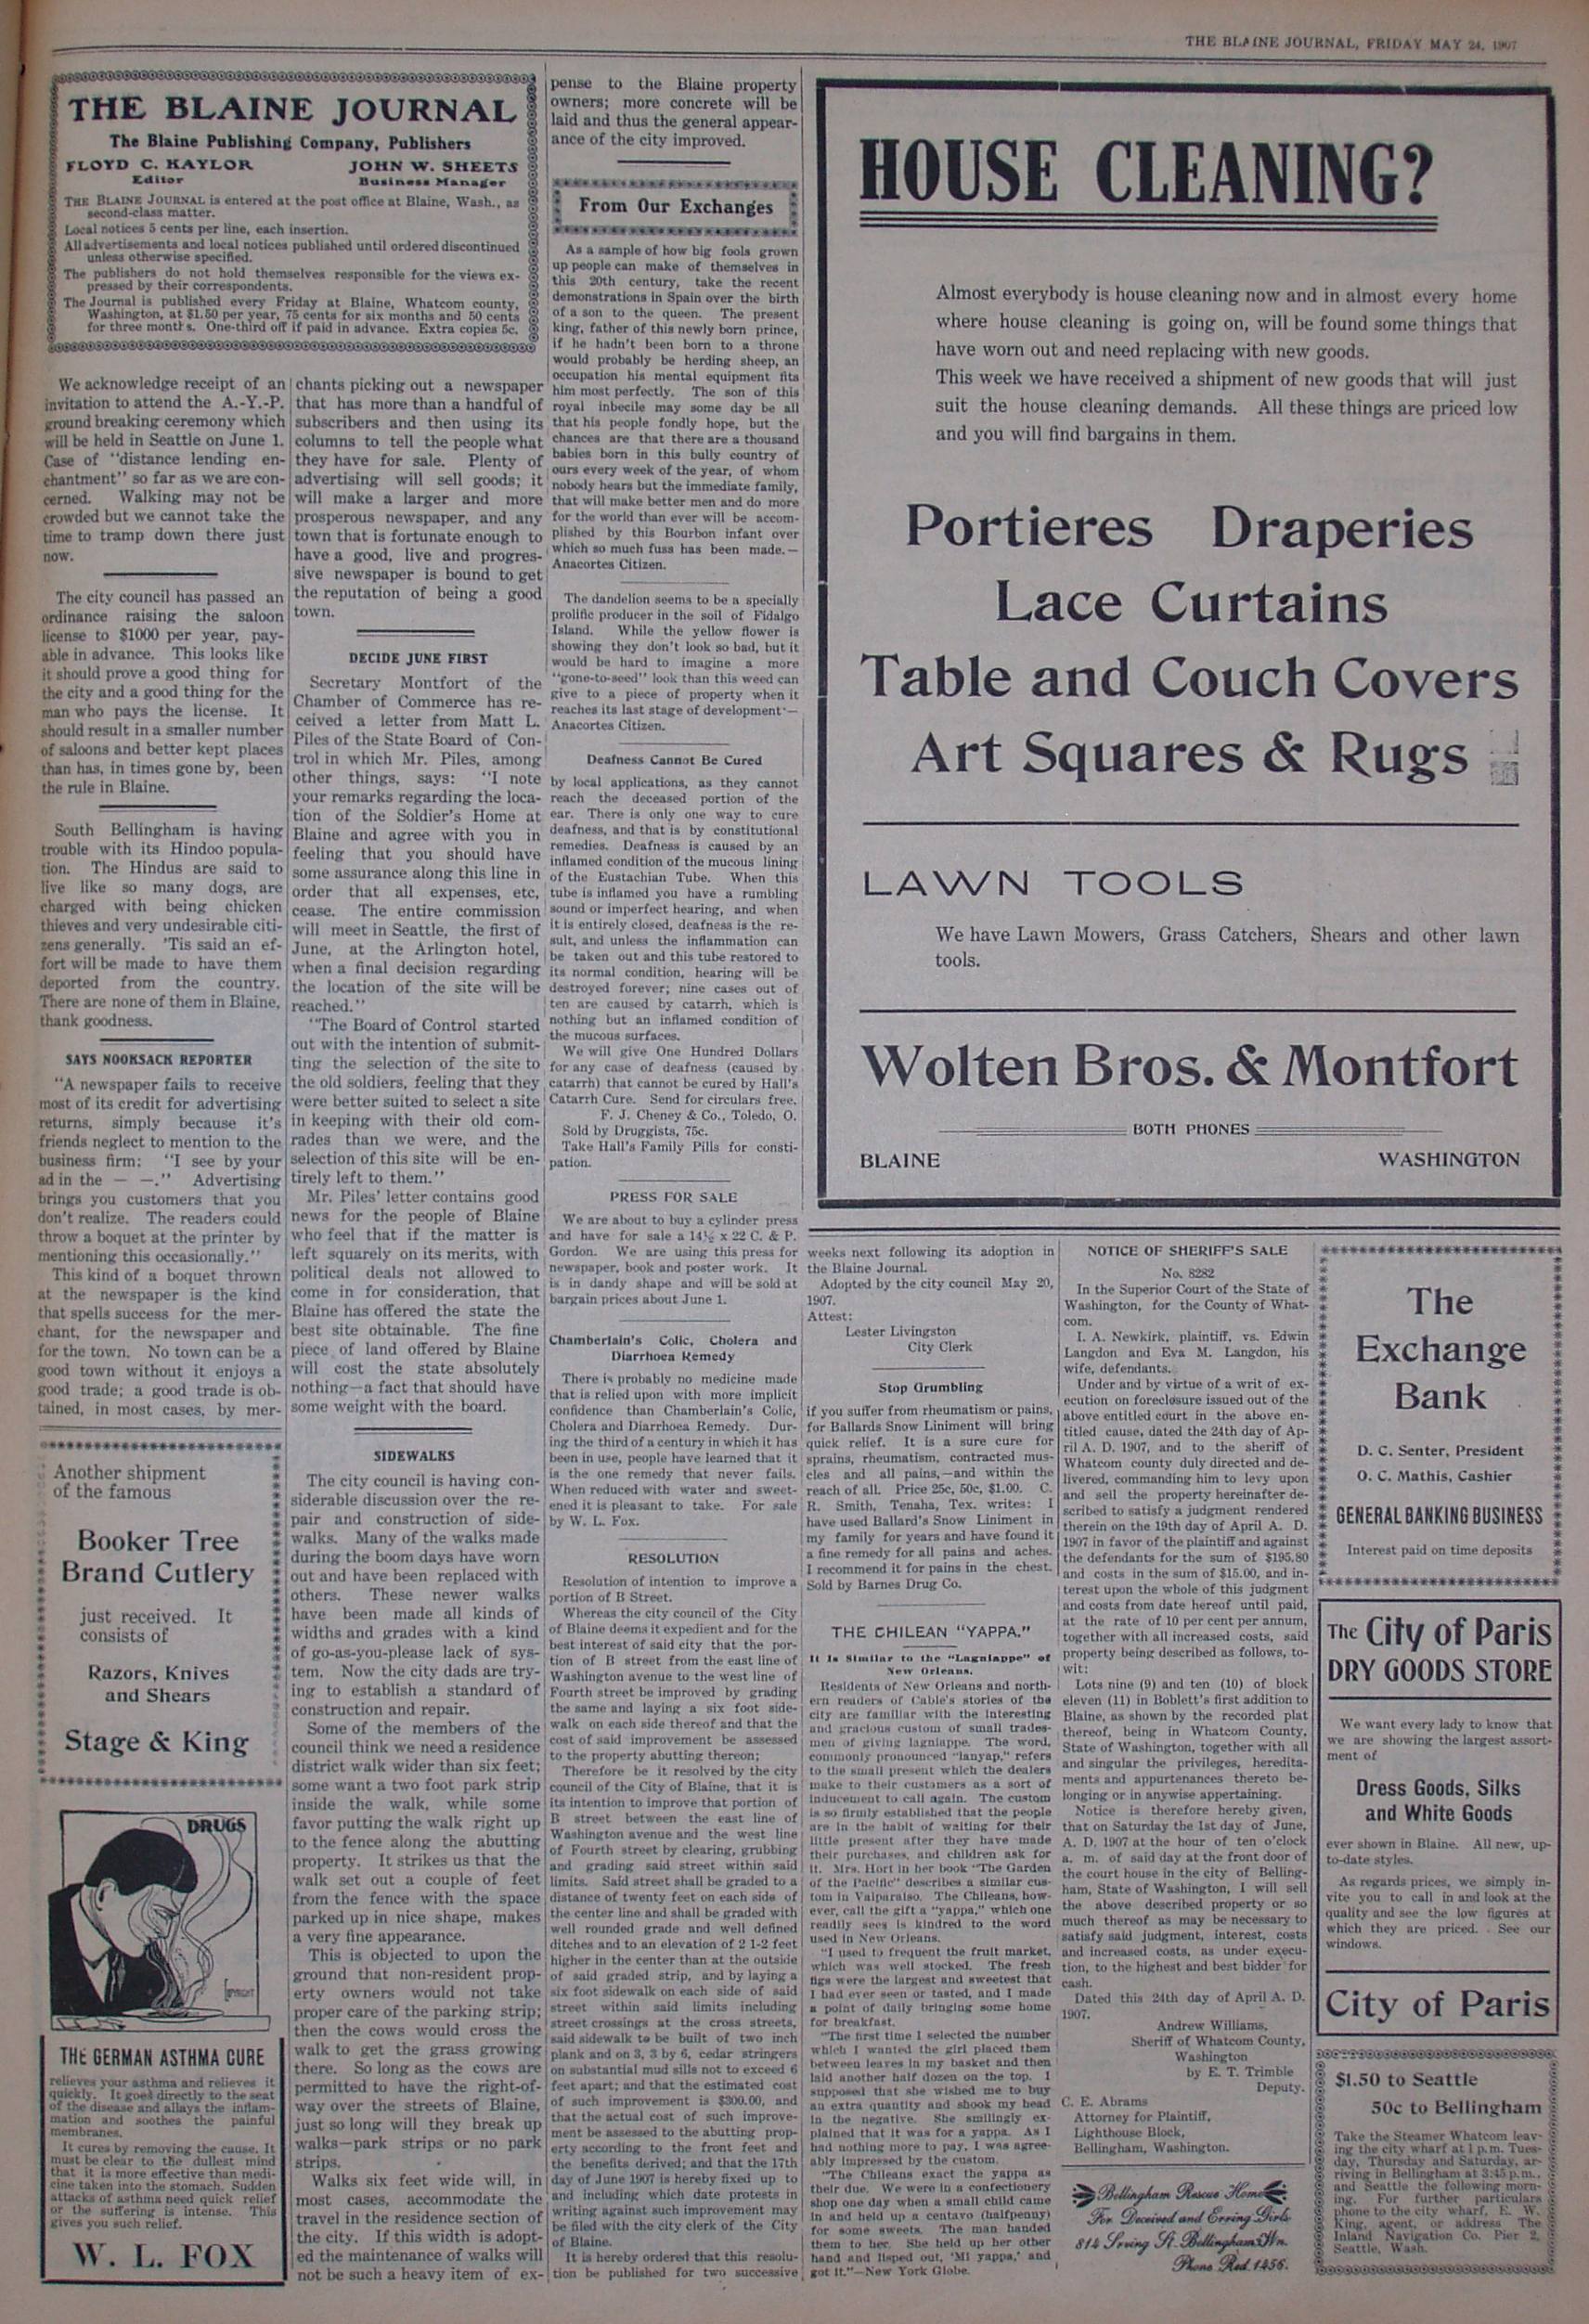 THE BLAINE JOURNAL, FRIDAY MAY 24, 1907
THE BLAINE JOURNAL
The Blaine Publishing Company, Publishers
FLOYD C. KAYLOR
Editor
JOHN W. SHEETS
Business Manager
THE BLAINE JOURNAL is entered at the post office at Blaine, Wash., as
second-class matter.
Local notices 5 cents per line, each insertion.
All advertisements and local notices published until ordered discontinued
unless otherwise specified.
The publishers do not hold themselves responsible for the views ex-
pressed by their correspondents.
The Journal is published every Friday at Blaine, Whatcom county,
Washington, at $1.50 per year, 75 cents for six months and 50 cents
for three months. One-third off if paid in advance. Extra copies 5c.
We acknowledge receipt of an
invitation to attend the A.-Y.-P.
ground breaking ceremony which
will be held in Seattle on June 1.
Case of "distance lending en-
chantment" so far as we are con-
cerned. Walking may not be
crowded but we cannot take the
time to tramp down there just
now.
The city council has passed an
ordinance raising the saloon
license to $1000 per year, pay-
able in advance. This looks like
it should prove a good thing for
the city and a good thing for the
man who pays the license. It
should result in a smaller number
of saloons and better kept places
than has, in times gone by, been
the rule in Blaine.
South Bellingham is having
trouble with its Hindoo popula-
tion. The Hindus are said to
live like so many dogs, are
charged with being chicken
thieves and very undesirable citi-
zens generally. 'Tis said an ef-
fort will be made to have them
deported from the country.
There are none of them in Blaine,
thank goodness.
SAYS NOOKSACK REPORTER
"A newspaper fails to receive
most of its credit for advertising
returns, simply because it's
friends neglect to mention to the
business firm: "I see by your
ad in the — —." Advertising
brings you customers that you
don't realize. The readers could
throw a boquet at the printer by
mentioning this occasionally."
This kind of a boquet thrown
at the newspaper is the kind
that spells success for the mer-
chant, for the newspaper and
for the town. No town can be a
good town without it enjoys a
good trade; a good trade is ob-
tained, in most cases, by mer-
Another shipment
of the famous
Booker Tree
Brand Cutlery
just received. It
consists of
Razors, Knives
and Shears
Stage & King
DRUGS
THE GERMAN ASTHMA CURE
relieves your asthma and relieves it
quickly. It goes directly to the seat
of the disease and allays the inflam-
mation and soothes the painful
membranes.
It cures by removing the cause. It
must be clear to the dullest mind
that it is more effective than medi-
cine taken into the stomach. Sudden
attacks of asthma need quick relief
or the suffering is intense. This
gives you such relief.
W. L. FOX
chants picking out a newspaper
that has more than a handful of
subscribers and then using its
columns to tell the people what
they have for sale. Plenty of
advertising will sell goods; it
will make a larger and more
prosperous newspaper, and any
town that is fortunate enough to
have a good, live and progres-
sive newspaper is bound to get
the reputation of being a good
town.
DECIDE JUNE FIRST
Secretary Montfort of the
Chamber of Commerce has re-
ceived a letter from Matt L.
Piles of the State Board of Con-
trol in which Mr. Piles, among
other things, says: "I note
your remarks regarding the loca-
tion of the Soldier's Home at
Blaine and agree with you in
feeling that you should have
some assurance along this line in
order that all expenses, etc,
cease. The entire commission
will meet in Seattle, the first of
June, at the Arlington hotel,
when a final decision regarding
the location of the site will be
reached."
"The Board of Control started
out with the intention of submit-
ting the selection of the site to
the old soldiers, feeling that they
were better suited to select a site
in keeping with their old com-
rades than we were, and the
selection of this site will be en-
tirely left to them."
Mr. Piles' letter contains good
news for the people of Blaine
who feel that if the matter is
left squarely on its merits, with
political deals not allowed to
come in for consideration, that
Blaine has offered the state the
best site obtainable. The fine
piece of land offered by Blaine
will cost the state absolutely
nothing—a fact that should have
some weight with the board.
SIDEWALKS
The city council is having con-
siderable discussion over the re-
pair and construction of side-
walks. Many of the walks made
during the boom days have worn
out and have been replaced with
others. These newer walks
have been made all kinds of
widths and grades with a kind
of go-as-you-please lack of sys-
tem. Now the city dads are try-
ing to establish a standard of
construction and repair.
Some of the members of the
council think we need a residence
district walk wider than six feet;
some want a two foot park strip
inside the walk, while some
favor putting the walk right up
to the fence along the abutting
property. It strikes us that the
walk set out a couple of feet
from the fence with the space
parked up in nice shape, makes
a very fine appearance.
This is objected to upon the
ground that non-resident prop-
erty owners would not take
proper care of the parking strip;
then the cows would cross the
walk to get the grass growing
there. So long as the cows are
permitted to have the right-of-
way over the streets of Blaine,
just so long will they break up
walks—park strips or no park
strips.
Walks six feet wide will, in
most cases, accommodate the
travel in the residence section of
the city. If this width is adopt-
ed the maintenance of walks will
not be such a heavy item of ex-
pense to the Blaine property
owners; more concrete will be
laid and thus the general appear-
ance of the city improved.
From Our Exchanges
As a sample of how big fools grown
up people can make of themselves in
this 20th century, take the recent
demonstrations in Spain over the birth
of a son to the queen. The present
king, father of this newly born prince,
if he hadn't been born to a throne
would probably be herding sheep, an
occupation his mental equipment fits
him most perfectly. The son of this
royal inbecile may some day be all
that his people fondly hope, but the
chances are that there are a thousand
babies born in this bully country of
ours every week of the year, of whom
nobody hears but the immediate family,
that will make better men and do more
for the world than ever will be accom-
plished by this Bourbon infant over
which so much fuss has been made.—
Anacortes Citizen.
The dandelion seems to be a specially
prolific producer in the soil of Fidalgo
Island. While the yellow flower is
showing they don't look so bad, but it
would be hard to imagine a more
"gone-to-seed" look than this weed can
give to a piece of property when it
reaches its last stage of development—
Anacortes Citizen.
Deafness Cannot Be Cured
by local applications, as they cannot
reach the deceased portion of the
ear. There is only one way to cure
deafness, and that is by constitutional
remedies. Deafness is caused by an
inflamed condition of the mucous lining
of the Eustachian Tube. When this
tube is inflamed you have a rumbling
sound or imperfect hearing, and when
it is entirely closed, deafness is the re-
sult, and unless the inflammation can
be taken out and this tube restored to
its normal condition, hearing will be
destroyed forever; nine cases out of
ten are caused by catarrh, which is
nothing but an inflamed condition of
the mucous surfaces.
We will give One Hundred Dollars
for any case of deafness (caused by
catarrh) that cannot be cured by Hall's
Catarrh Cure. Send for circulars free.
F. J. Cheney & Co., Toledo, O.
Sold by Druggists, 75c.
Take Hall's Family Pills for consti-
pation.
PRESS FOR SALE
We are about to buy a cylinder press
and have for sale a 14½ x 22 C. & P.
Gordon. We are using this press for
newspaper, book and poster work. It
is in dandy shape and will be sold at
bargain prices about June 1.
Chamberlain's Colic, Cholera and
Diarrhoea Remedy
There is probably no medicine made
that is relied upon with more implicit
confidence than Chamberlain's Colic,
Cholera and Diarrhoea Remedy. Dur-
ing the third of a century in which it has
been in use, people have learned that it
is the one remedy that never fails.
When reduced with water and sweet-
ened it is pleasant to take. For sale
by W. L. Fox.
RESOLUTION
Resolution of intention to improve a
portion of B Street.
Whereas the city council of the City
of Blaine deems it expedient and for the
best interest of said city that the por-
tion of B street from the east line of
Washington avenue to the west line of
Fourth street be improved by grading
the same and laying a six foot side-
walk on each side thereof and that the
cost of said improvement be assessed
to the property abutting thereon;
Therefore be it resolved by the city
council of the City of Blaine, that it is
its intention to improve that portion of
B street between the east line of
Washington avenue and the west line
of Fourth street by clearing, grubbing
and grading said street within said
limits. Said street shall be graded to a
distance of twenty feet on each side of
the center line and shall be graded with
well rounded grade and well defined
ditches and to an elevation of 2 1-2 feet
higher in the center than at the outside
of said graded strip, and by laying a
six foot sidewalk on each side of said
street within said limits including
street crossings at the cross streets,
said sidewalk to be built of two inch
plank and on 3, 3 by 6, cedar stringers
on substantial mud sills not to exceed 6
feet apart; and that the estimated cost
of such improvement is $300.00, and
that the actual cost of such improve-
ment be assessed to the abutting prop-
erty according to the front feet and
the benefits derived; and that the 17th
day of June 1907 is hereby fixed up to
and including which date protests in
writing against such improvement may
be filed with the city clerk of the City
of Blaine.
It is hereby ordered that this resolu-
tion be published for two successive
HOUSE CLEANING?
Almost everybody is house cleaning now and in almost every home
where house cleaning is going on, will be found some things that
have worn out and need replacing with new goods.
This week we have received a shipment of new goods that will just
suit the house cleaning demands. All these things are priced low
and you will find bargains in them.
Portieres Draperies
Lace Curtains
Table and Couch Covers
Art Squares & Rugs
LAWN TOOLS
We have Lawn Mowers, Grass Catchers, Shears and other lawn
tools.
Wolten Bros. & Montfort
BOTH PHONES
BLAINE
WASHINGTON
weeks next following its adoption in
the Blaine Journal.
Adopted by the city council May 20,
1907.
Attest:
Lester Livingston
City Clerk
Stop Grumbling
if you suffer from rheumatism or pains,
for Ballards Snow Liniment will bring
quick relief. It is a sure cure for
sprains, rheumatism, contracted mus-
cles and all pains,—and within the
reach of all. Price 25c, 50c, $1.00. C.
R. Smith, Tenaha, Tex. writes: I
have used Ballard's Snow Liniment in
my family for years and have found it
a fine remedy for all pains and aches.
I recommend it for pains in the chest.
Sold by Barnes Drug Co.
THE CHILEAN "YAPPA."
It Is Similar to the "Lagniappe" of
New Orleans.
Residents of New Orleans and north-
ern readers of Cable's stories of the
city are familiar with the interesting
and gracious custom of small trades-
men of giving lagniappe. The word,
commonly pronounced "lanyap," refers
to the small present which the dealers
make to their customers as a sort of
inducement to call again. The custom
is so firmly established that the people
are in the habit of waiting for their
little present after they have made
their purchases, and children ask for
it. Mrs. Hort in her book "The Garden
of the Pacific" describes a similar cus-
tom in Valparaiso. The Chileans, how-
ever, call the gift a "yappa," which one
readily sees is kindred to the word
used in New Orleans.
"I used to frequent the fruit market,
which was well stocked. The fresh
figs were the largest and sweetest that
I had ever seen or tasted, and I made
a point of daily bringing some home
for breakfast.
"The first time I selected the number
which I wanted the girl placed them
between leaves in my basket and then
laid another half dozen on the top. I
supposed that she wished me to buy
an extra quantity and shook my head
in the negative. She smilingly ex-
plained that it was for a yappa. As I
had nothing more to pay, I was agree-
ably impressed by the custom.
"The Chileans exact the yappa as
their due. We were in a confectionery
shop one day when a small child came
in and held up a centavo (halfpenny)
for some sweets. The man handed
them to her. She held up her other
hand and lisped out, 'Mi yappa,' and
got it."—New York Globe.
NOTICE OF SHERIFF'S SALE
No. 8282
In the Superior Court of the State of
Washington, for the County of What-
com.
I. A. Newkirk, plaintiff, vs. Edwin
Langdon and Eva M. Langdon, his
wife, defendants.
Under and by virtue of a writ of ex-
ecution on foreclosure issued out of the
above entitled court in the above en-
titled cause, dated the 24th day of Ap-
ril A. D. 1907, and to the sheriff of
Whatcom county duly directed and de-
livered, commanding him to levy upon
and sell the property hereinafter de-
scribed to satisfy a judgment rendered
therein on the 19th day of April A. D.
1907 in favor of the plaintiff and against
the defendants for the sum of $195.80
and costs in the sum of $15.00, and in-
terest upon the whole of this judgment
and costs from date hereof until paid,
at the rate of 10 per cent per annum,
together with all increased costs, said
property being described as follows, to-
wit:
Lots nine (9) and ten (10) of block
eleven (11) in Boblett's first addition to
Blaine, as shown by the recorded plat
thereof, being in Whatcom County,
State of Washington, together with all
and singular the privileges, heredita-
ments and appurtenances thereto be-
longing or in anywise appertaining.
Notice is therefore hereby given,
that on Saturday the 1st day of June,
A. D. 1907 at the hour of ten o'clock
a. m. of said day at the front door of
the court house in the city of Belling-
ham, State of Washington, I will sell
the above described property or so
much thereof as may be necessary to
satisfy said judgment, interest, costs
and increased costs, as under execu-
tion, to the highest and best bidder for
cash.
Dated this 24th day of April A. D.
1907.
Andrew Williams,
Sheriff of Whatcom County,
Washington
by E. T. Trimble
Deputy.
C. E. Abrams
Attorney for Plaintiff,
Lighthouse Block,
Bellingham, Washington.
Bellingham Rescue Home
For Deceived and Erring Girls
814 Irving St. Bellingham Wn.
Phone Red 1456.
The
Exchange
Bank
D. C. Senter, President
O. C. Mathis, Cashier
GENERAL BANKING BUSINESS
Interest paid on time deposits
The City of Paris
DRY GOODS STORE
We want every lady to know that
we are showing the largest assort-
ment of
Dress Goods, Silks
and White Goods
ever shown in Blaine. All new, up-
to-date styles.
As regards prices, we simply in-
vite you to call in and look at the
quality and see the low figures at
which they are priced. See our
windows.
City of Paris
$1.50 to Seattle
50c to Bellingham
Take the Steamer Whatcom leav-
ing the city wharf at 1 p.m. Tues-
day, Thursday and Saturday, ar-
riving in Bellingham at 3:45 p.m.,
and Seattle the following morn-
ing. For further particulars
phone to the city wharf, E. W.
King, agent, or address The
Inland Navigation Co. Pier 2,
Seattle, Wash.